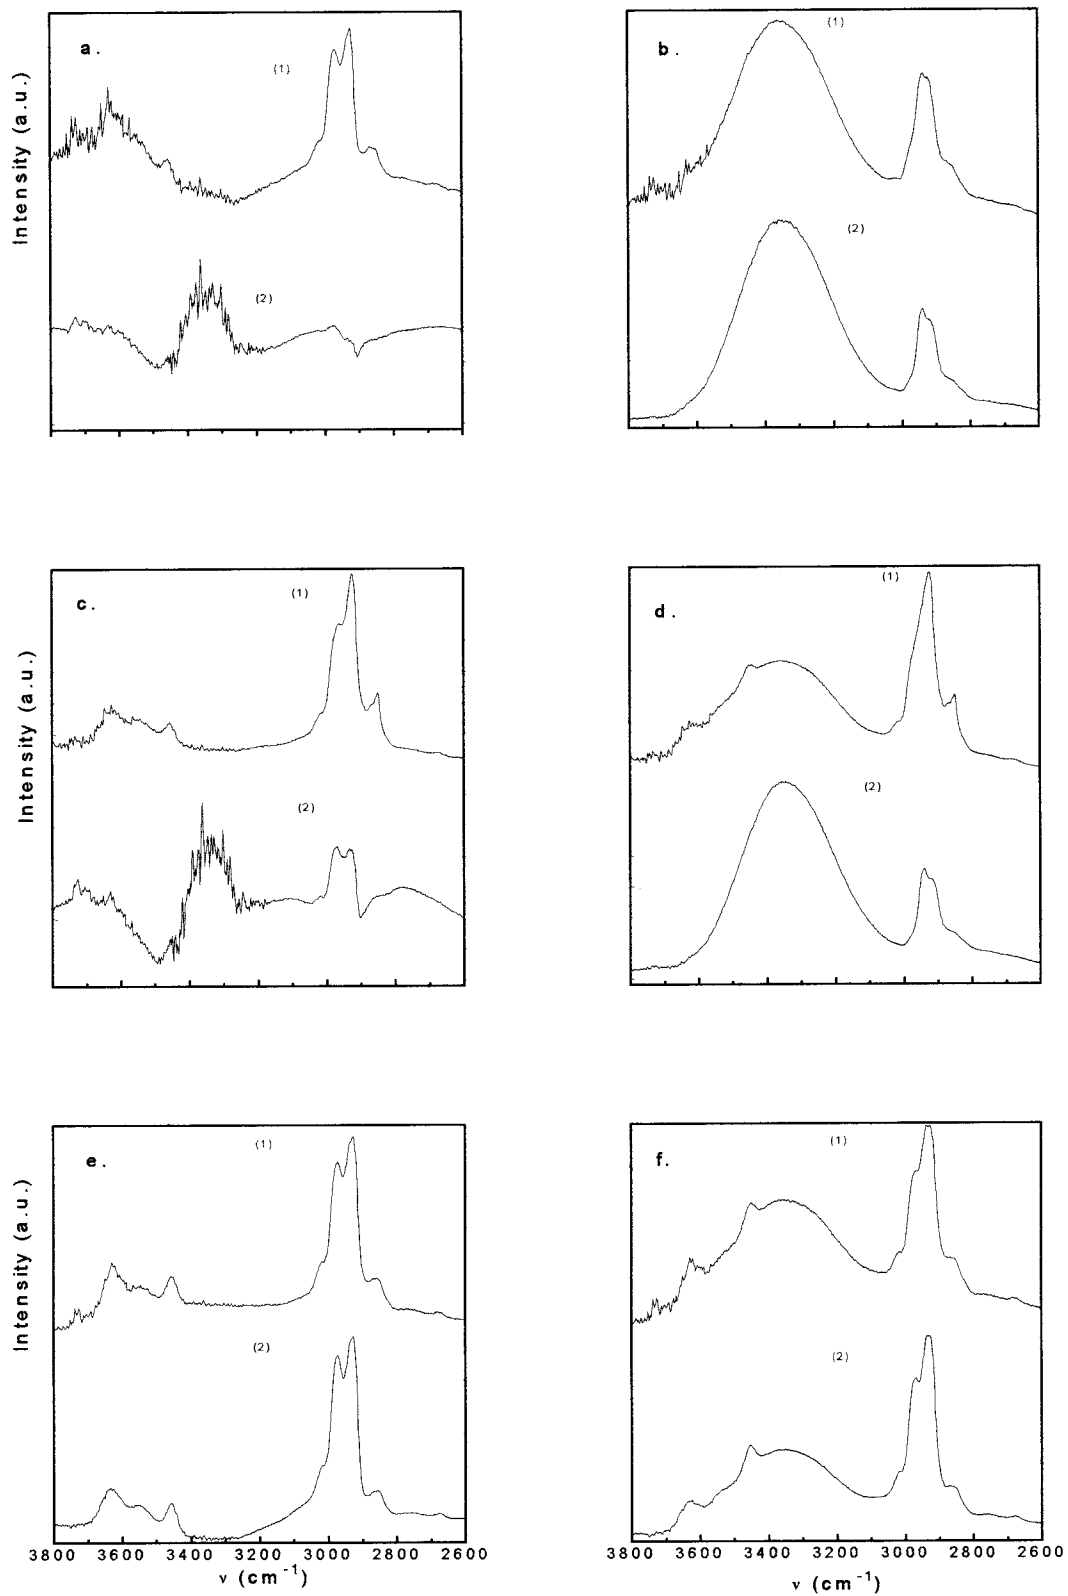 a.
(1)
(2)
Intensity (a.u.)
b.
(1)
(2)
c.
(1)
(2)
Intensity (a.u.)
d.
(1)
(2)
e.
(1)
(2)
Intensity (a.u.)
3800 3600 3400 3200 3000 2800 2600
ν (cm⁻¹)
f.
(1)
(2)
3800 3600 3400 3200 3000 2800 2600
ν (cm⁻¹)